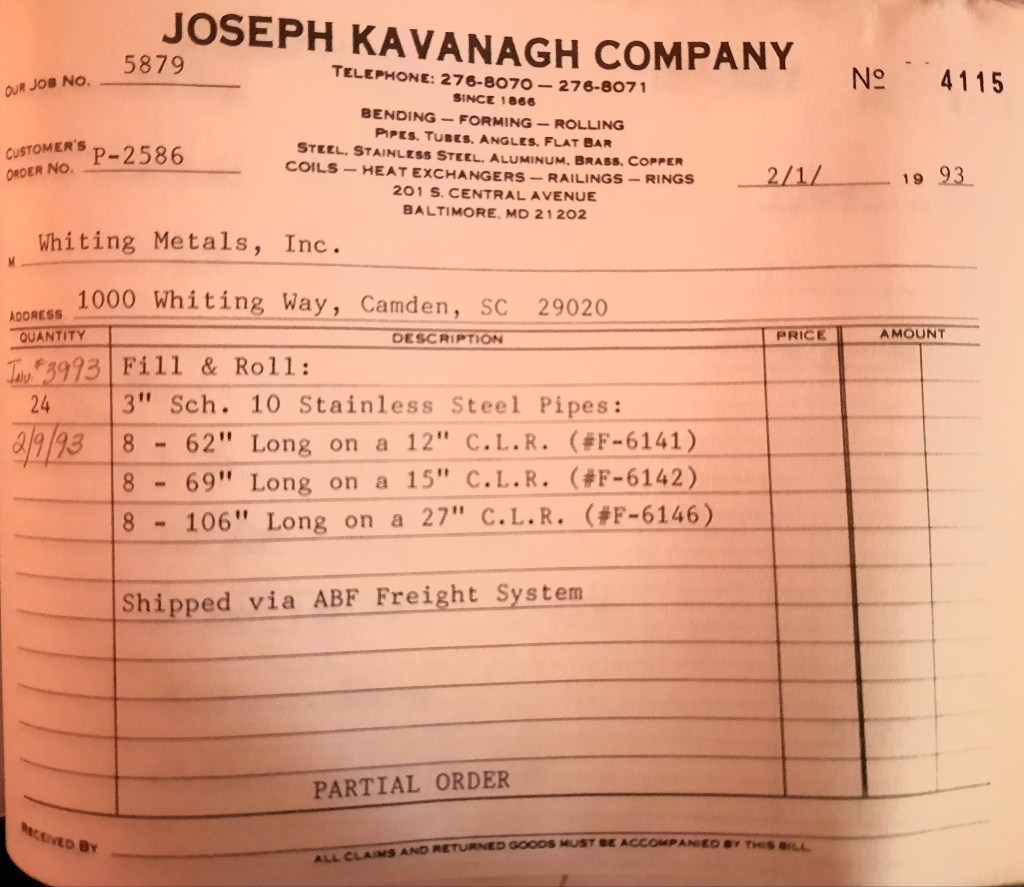 JOSEPH KAVANAGH COMPANY
OUR JOB NO. 5879
TELEPHONE: 276-8070 — 276-8071
Nº 4115
SINCE 1866
BENDING — FORMING — ROLLING
PIPES, TUBES, ANGLES, FLAT BAR
CUSTOMER'S ORDER NO. P-2586
STEEL, STAINLESS STEEL, ALUMINUM, BRASS, COPPER
COILS — HEAT EXCHANGERS — RAILINGS — RINGS
2/1/ 19 93
201 S. CENTRAL AVENUE
BALTIMORE, MD 21202
M Whiting Metals, Inc.
ADDRESS 1000 Whiting Way, Camden, SC 29020
QUANTITY DESCRIPTION PRICE AMOUNT
Inv. #3993 Fill & Roll:
24 3" Sch. 10 Stainless Steel Pipes:
2/9/93 8 - 62" Long on a 12" C.L.R. (#F-6141)
8 - 69" Long on a 15" C.L.R. (#F-6142)
8 - 106" Long on a 27" C.L.R. (#F-6146)
Shipped via ABF Freight System
PARTIAL ORDER
RECEIVED BY
ALL CLAIMS AND RETURNED GOODS MUST BE ACCOMPANIED BY THIS BILL.